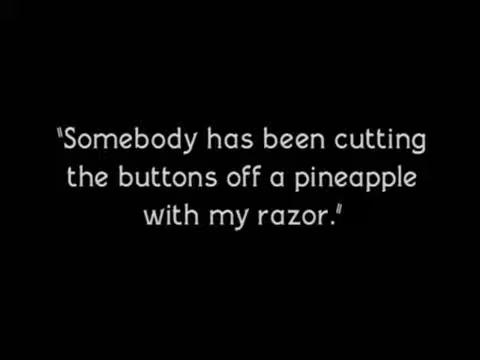 "Somebody has been cutting
the buttons off a pineapple
with my razor."